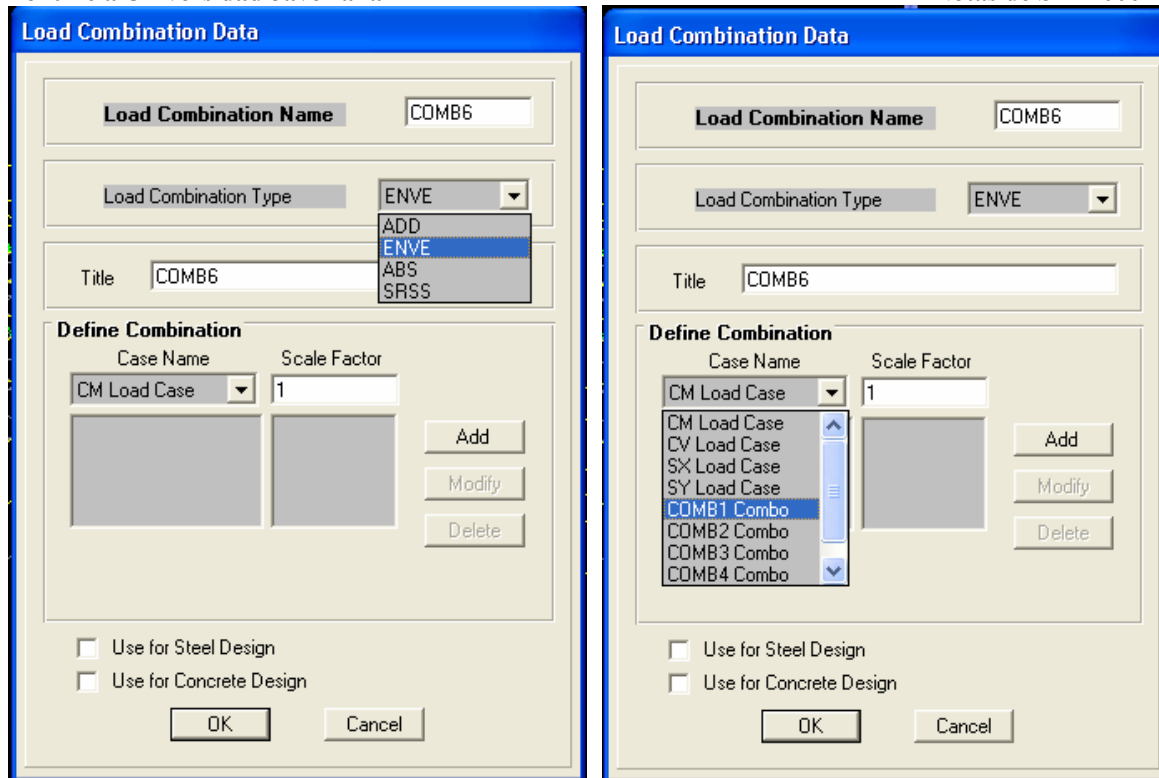 Load Combination Data
Load Combination Name COMB6
Load Combination Type ENVE
ADD
ENVE
ABS
SRSS
Title COMB6
Define Combination
Case Name Scale Factor
CM Load Case 1
Add
Modify
Delete
Use for Steel Design
Use for Concrete Design
OK Cancel
Load Combination Data
Load Combination Name COMB6
Load Combination Type ENVE
Title COMB6
Define Combination
Case Name Scale Factor
CM Load Case 1
CM Load Case
CV Load Case
SX Load Case
SY Load Case
COMB1 Combo
COMB2 Combo
COMB3 Combo
COMB4 Combo
Add
Modify
Delete
Use for Steel Design
Use for Concrete Design
OK Cancel